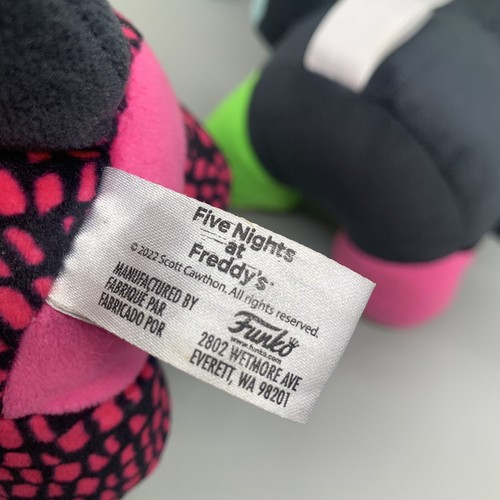 Five Nights
at
Freddy's
©2022 Scott Cawthon. All rights reserved.
MANUFACTURED BY
FABRIQUÉ PAR
FABRICADO POR
Funko
www.funko.com
2802 WETMORE AVE
EVERETT, WA 98201